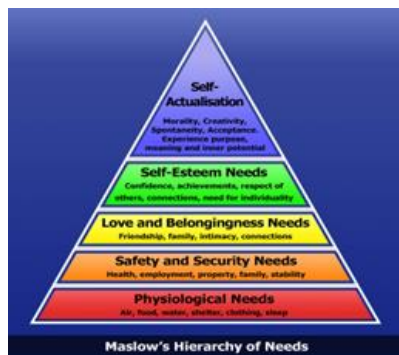 Self-
Actualisation
Morality, Creativity,
Spontaneity, Acceptance.
Experience purpose,
meaning and inner potential
Self-Esteem Needs
Confidence, achievements, respect of
others, connections, need for individuality
Love and Belongingness Needs
Friendship, family, intimacy, connections
Safety and Security Needs
Health, employment, property, family, stability
Physiological Needs
Air, food, water, shelter, clothing, sleep
Maslow's Hierarchy of Needs